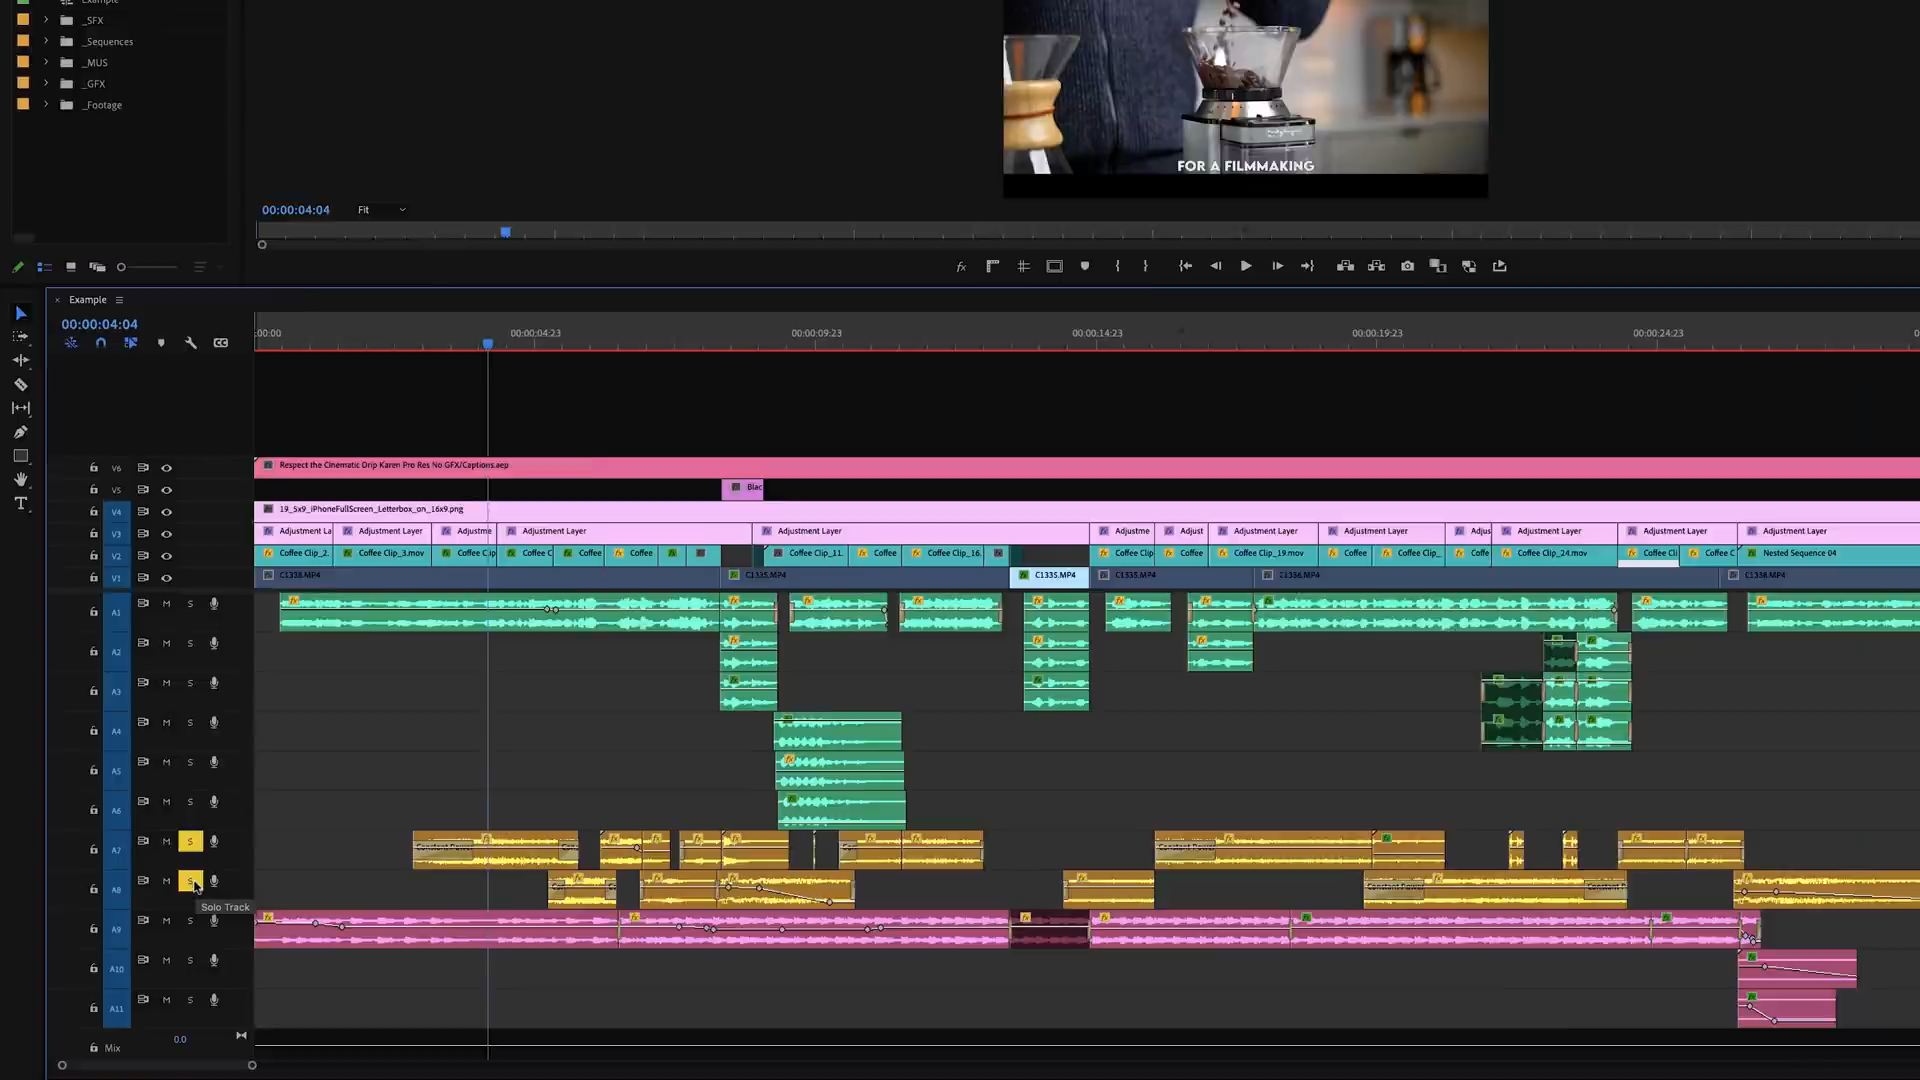 Example
_SFX
_Sequences
_MUS
_GFX
_Footage
FOR A FILMMAKING
00:00:04:04
Fit
Example
00:00:04:04
:00:00
00:00:04:23
00:00:09:23
00:00:14:23
00:00:19:23
00:00:24:23
V6
Respect the Cinematic Drip Karen Pro Res No GFX/Captions.aep
V5
Blac
V4
19_5x9_iPhoneFullScreen_Letterbox_on_16x9.png
V3
Adjustment La
Adjustment Layer
Adjustme
Adjustment Layer
Adjustment Layer
Adjustme
Adjust
Adjustment Layer
Adjustment Layer
Adjus
Adjustment Layer
Adjustment Layer
Adjustment Layer
V2
Coffee Clip_2.
Coffee Clip_3.mov
Coffee Clip
Coffee C
Coffee
Coffee
Coffee Clip_11.
Coffee
Coffee Clip_16.
Coffee Clip
Coffee
Coffee Clip_19.mov
Coffee
Coffee Clip_
Coffee
Coffee Clip_24.mov
Coffee Cli
Coffee C
Nested Sequence 04
V1
C1338.MP4
C1335.MP4
C1335.MP4
C1335.MP4
C1336.MP4
C1338.MP4
A1 M S
A2 M S
A3 M S
A4 M S
A5 M S
A6 M S
A7 M S
Constant Power
Con
Con
Constant Power
A8 M S
Constant Power
Constant P
Solo Track
A9 M S
A10 M S
A11 M S
Mix
0.0